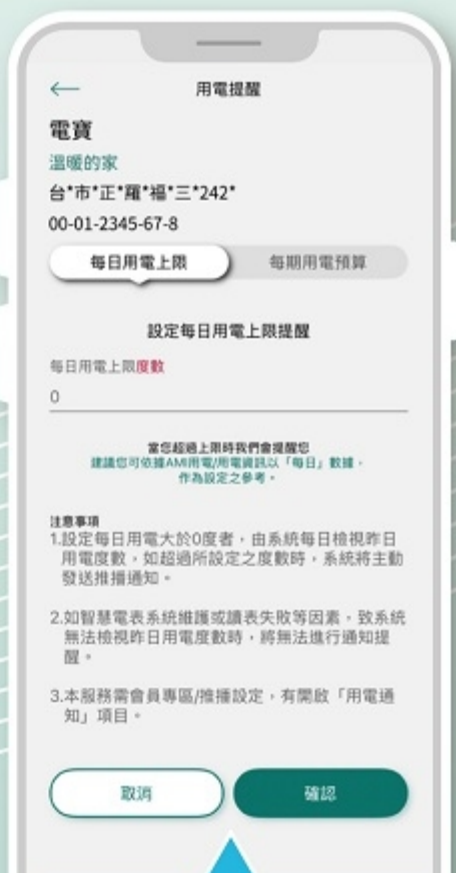 用電提醒
電寶
溫暖的家
台*市*正*羅*福*三*242*
00-01-2345-67-8
每日用電上限 每期用電預算
設定每日用電上限提醒
每日用電上限度數
0
當您超過上限時我們會提醒您
建議您可依據AMI用電/用電資訊以「每日」數據，
作為設定之參考。
注意事項
1.設定每日用電大於0度者，由系統每日檢視昨日
用電度數，如超過所設定之度數時，系統將主動
發送推播通知。
2.如智慧電表系統維護或讀表失敗等因素，致系統
無法檢視昨日用電度數時，將無法進行通知提
醒。
3.本服務需會員專區/推播設定，有開啟「用電通
知」項目。
取消 確認